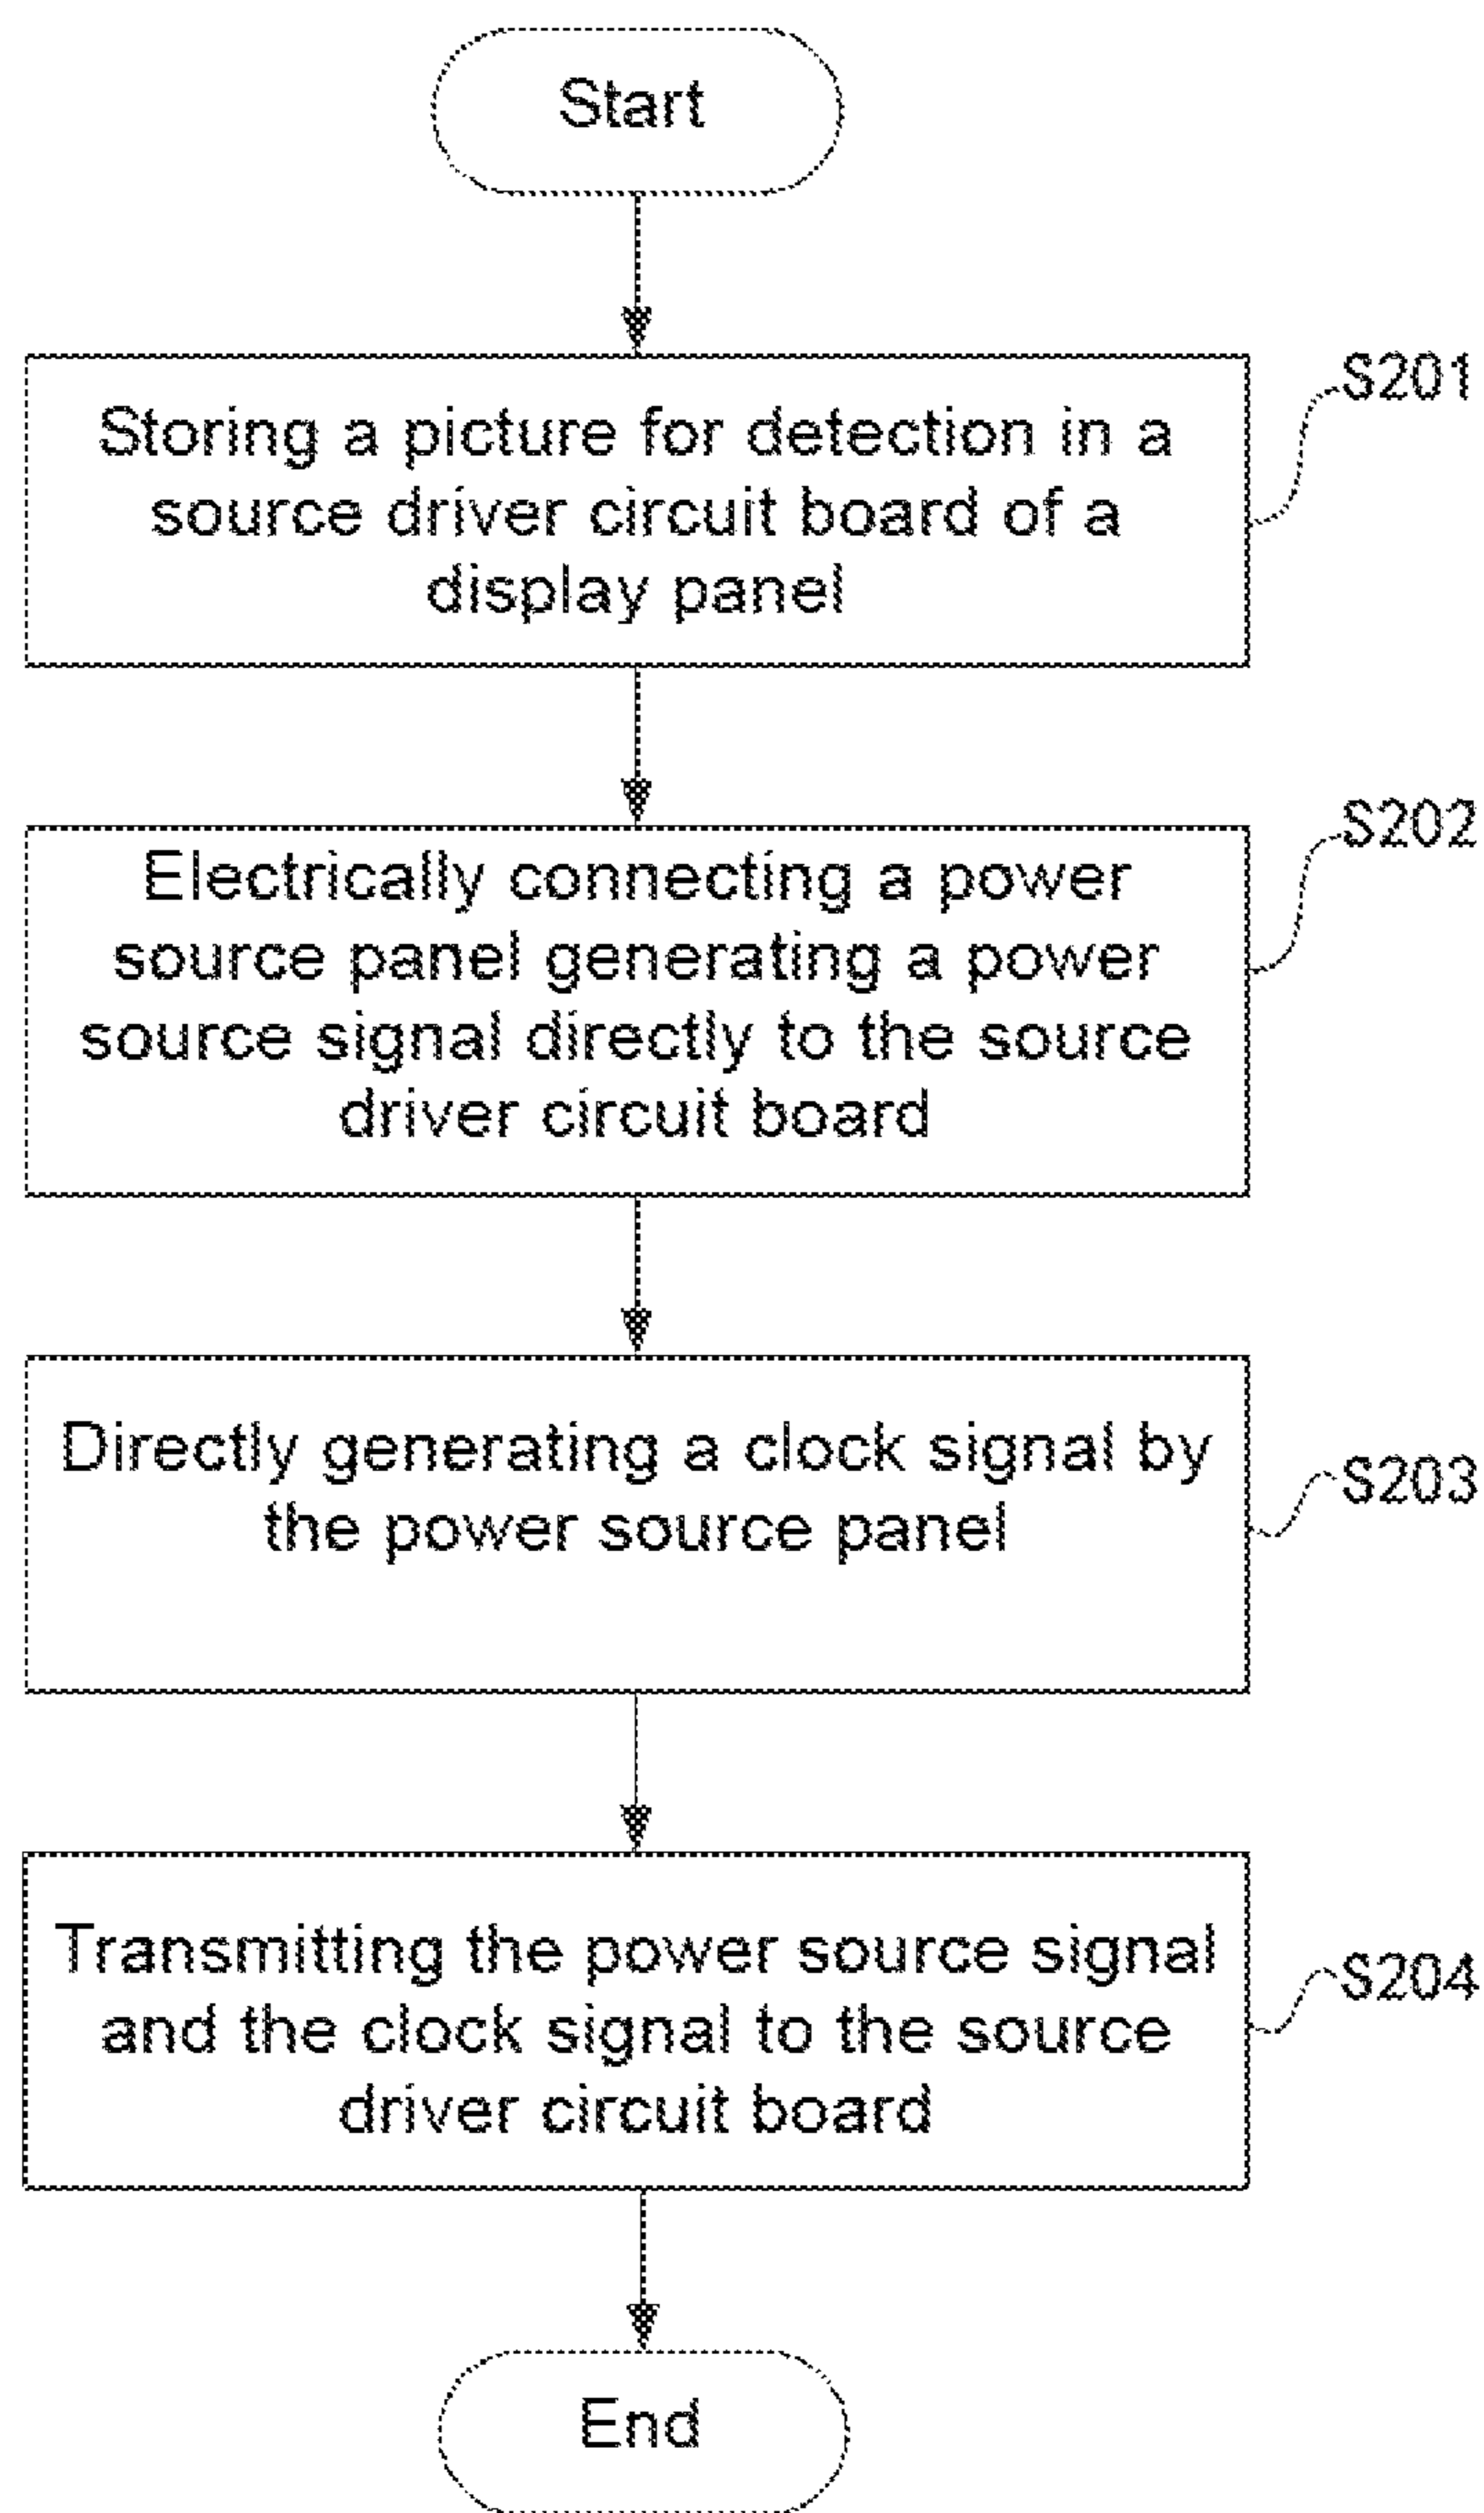 Start
S201
Storing a picture for detection in a
source driver circuit board of a
display panel
S202
Electrically connecting a power
source panel generating a power
source signal directly to the source
driver circuit board
Directly generating a clock signal by
the power source panel
S203
Transmitting the power source signal
and the clock signal to the source
driver circuit board
S204
End